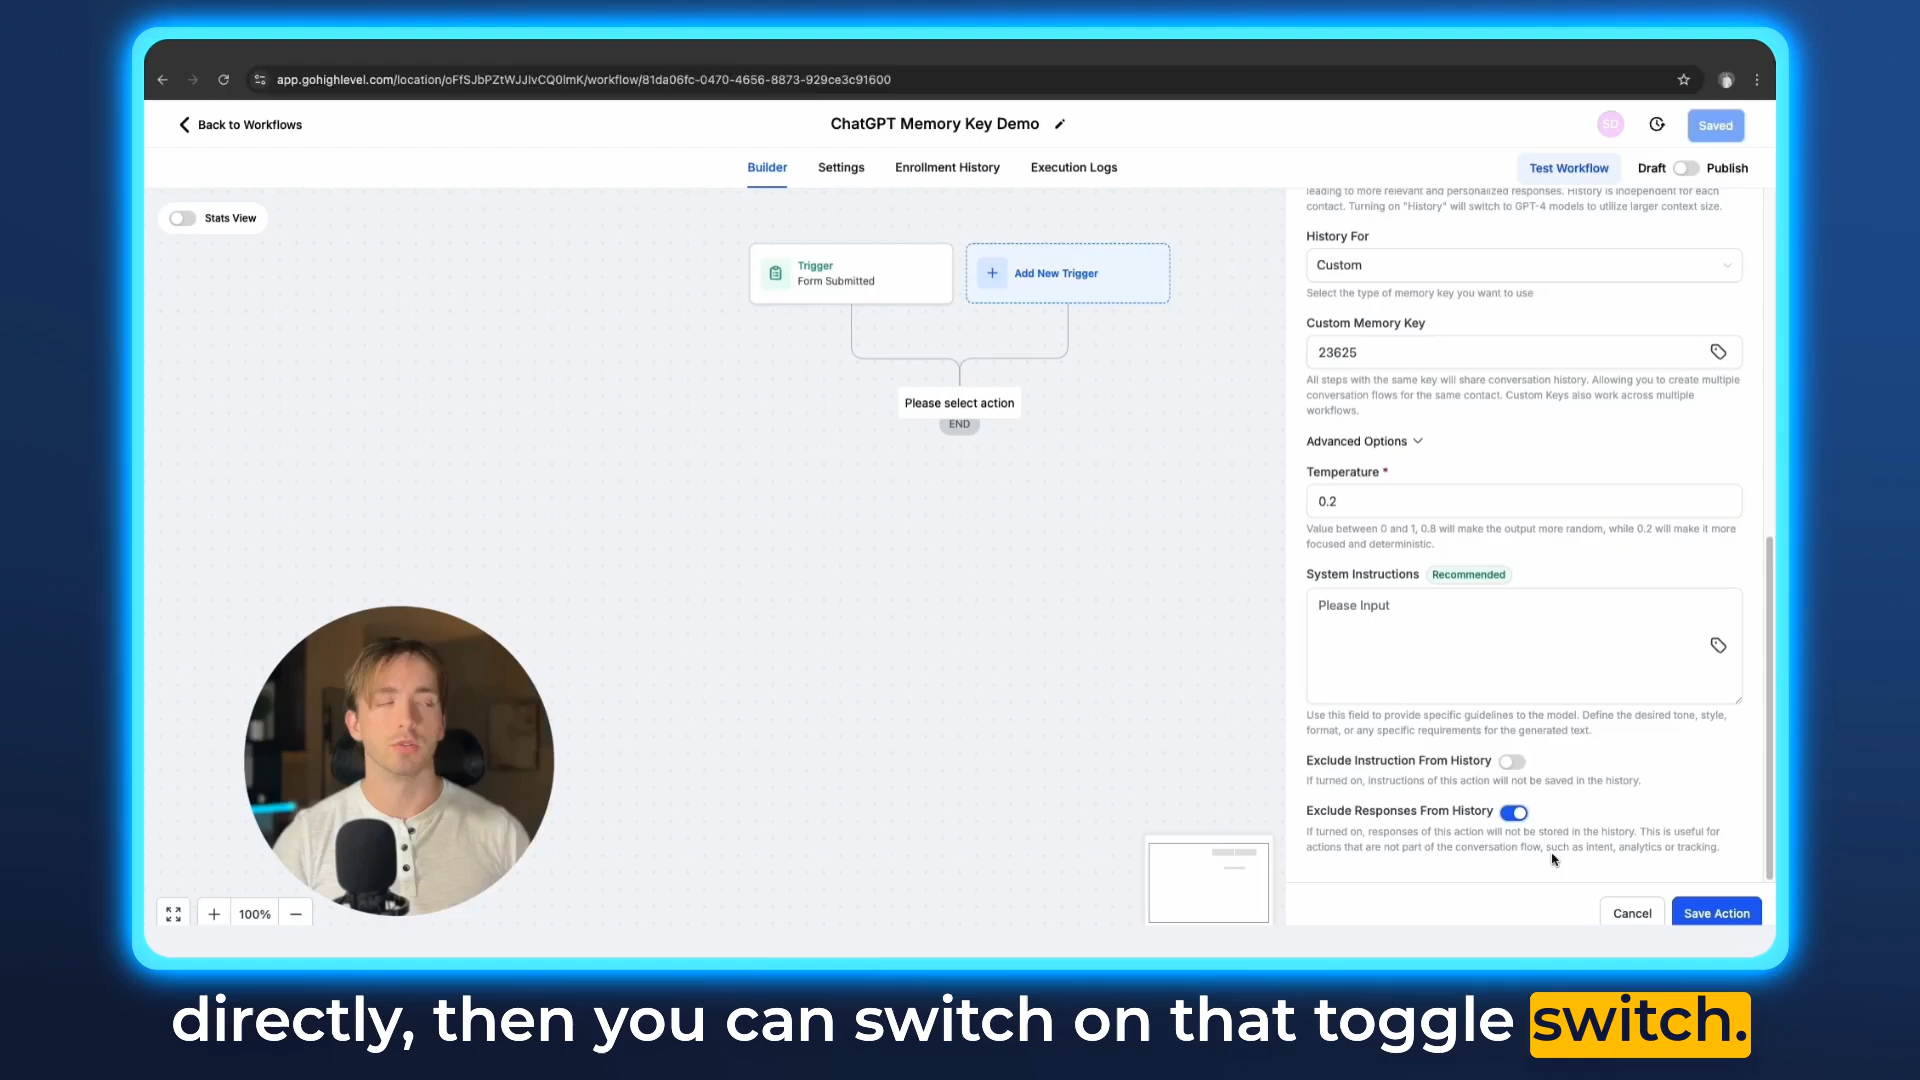 app.gohighlevel.com/location/oFfSJbPZtWJJlvCQ0lmK/workflow/81da06fc-0470-4656-8873-929ce3c91600
Back to Workflows
ChatGPT Memory Key Demo
SD
Saved
Builder
Settings
Enrollment History
Execution Logs
Test Workflow
Draft
Publish
Stats View
Trigger
Form Submitted
Add New Trigger
Please select action
END
100%
leading to more relevant and personalized responses. History is independent for each
contact. Turning on "History" will switch to GPT-4 models to utilize larger context size.
History For
Custom
Select the type of memory key you want to use
Custom Memory Key
23625
All steps with the same key will share conversation history. Allowing you to create multiple
conversation flows for the same contact. Custom Keys also work across multiple
workflows.
Advanced Options
Temperature *
0.2
Value between 0 and 1, 0.8 will make the output more random, while 0.2 will make it more
focused and deterministic.
System Instructions Recommended
Please Input
Use this field to provide specific guidelines to the model. Define the desired tone, style,
format, or any specific requirements for the generated text.
Exclude Instruction From History
If turned on, instructions of this action will not be saved in the history.
Exclude Responses From History
If turned on, responses of this action will not be stored in the history. This is useful for
actions that are not part of the conversation flow, such as intent, analytics or tracking.
Cancel
Save Action
directly, then you can switch on that toggle switch.